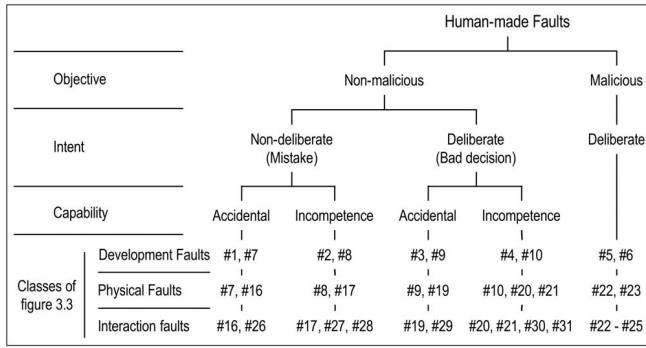 Human-made Faults
Objective Non-malicious Malicious
Non-deliberate Deliberate
Intent (Mistake) (Bad decision) Deliberate
Capability Accidental Incompetence Accidental Incompetence
Development Faults #1, #7 #2, #8 #3, #9 #4, #10 #5, #6
Classes of
figure 3.3
Physical Faults #7, #16 #8, #17 #9, #19 #10, #20, #21 #22, #23
Interaction faults #16, #26 #17, #27, #28 #19, #29 #20, #21, #30, #31 #22 - #25